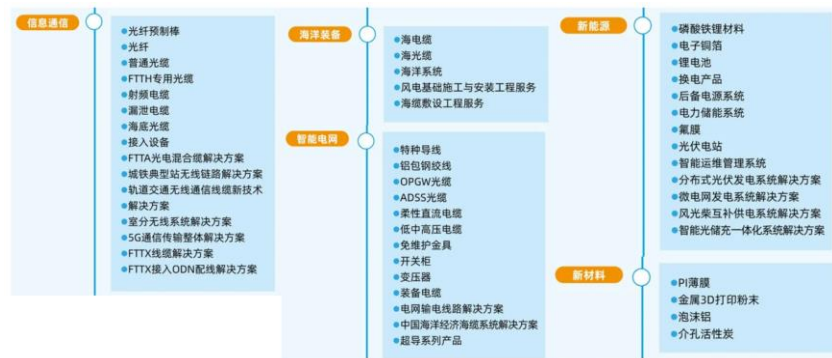 信息通信
光纤预制棒
光纤
普通光缆
FTTH专用光缆
射频电缆
漏泄电缆
海底光缆
接入设备
FTTA光电混合缆解决方案
城铁典型站无线链路解决方案
轨道交通无线通信线缆新技术
解决方案
室分无线系统解决方案
5G通信传输整体解决方案
FTTX线缆解决方案
FTTX接入ODN配线解决方案
海洋装备
海电缆
海光缆
海洋系统
风电基础施工与安装工程服务
海缆敷设工程服务
智能电网
特种导线
铝包钢绞线
OPGW光缆
ADSS光缆
柔性直流电缆
低中高压电缆
免维护金具
开关柜
变压器
装备电缆
电网输电线路解决方案
中国海洋经济海缆系统解决方案
超导系列产品
新能源
磷酸铁锂材料
电子铜箔
锂电池
换电产品
后备电源系统
电力储能系统
氟膜
光伏电站
智能运维管理系统
分布式光伏发电系统解决方案
微电网发电系统解决方案
风光柴互补供电系统解决方案
智能光储充一体化系统解决方案
新材料
PI薄膜
金属3D打印粉末
泡沫铝
介孔活性炭